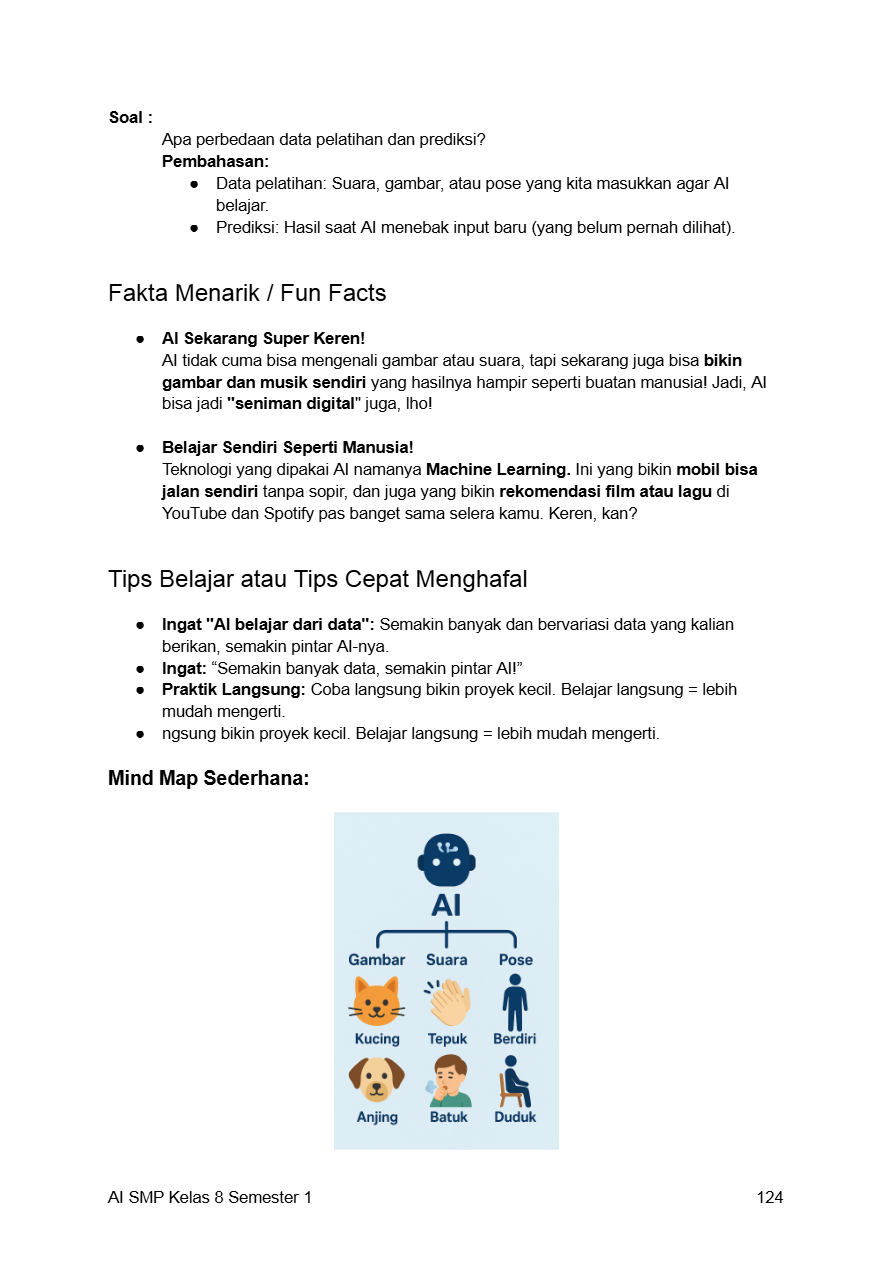 Soal :
Apa perbedaan data pelatihan dan prediksi?
Pembahasan:
● Data pelatihan: Suara, gambar, atau pose yang kita masukkan agar AI
belajar.
● Prediksi: Hasil saat AI menebak input baru (yang belum pernah dilihat).
Fakta Menarik / Fun Facts
● AI Sekarang Super Keren!
AI tidak cuma bisa mengenali gambar atau suara, tapi sekarang juga bisa bikin
gambar dan musik sendiri yang hasilnya hampir seperti buatan manusia! Jadi, AI
bisa jadi "seniman digital" juga, lho!
● Belajar Sendiri Seperti Manusia!
Teknologi yang dipakai AI namanya Machine Learning. Ini yang bikin mobil bisa
jalan sendiri tanpa sopir, dan juga yang bikin rekomendasi film atau lagu di
YouTube dan Spotify pas banget sama selera kamu. Keren, kan?
Tips Belajar atau Tips Cepat Menghafal
● Ingat "AI belajar dari data": Semakin banyak dan bervariasi data yang kalian
berikan, semakin pintar AI-nya.
● Ingat: “Semakin banyak data, semakin pintar AI!”
● Praktik Langsung: Coba langsung bikin proyek kecil. Belajar langsung = lebih
mudah mengerti.
● ngsung bikin proyek kecil. Belajar langsung = lebih mudah mengerti.
Mind Map Sederhana:
AI
Gambar Suara Pose
Kucing Tepuk Berdiri
Anjing Batuk Duduk
AI SMP Kelas 8 Semester 1 124